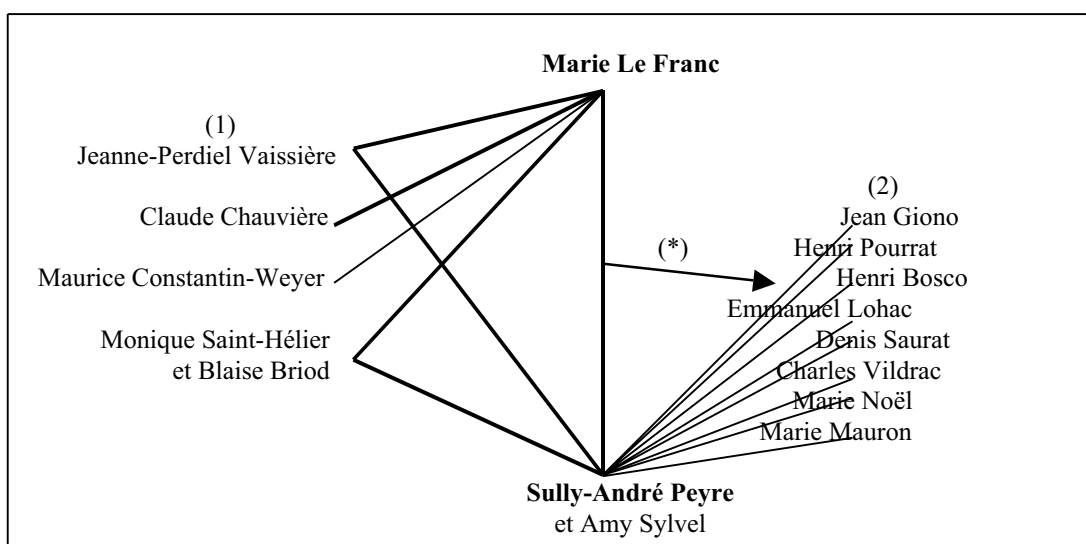 Marie Le Franc
(1)
Jeanne-Perdiel Vaissière
Claude Chauvière
Maurice Constantin-Weyer
Monique Saint-Hélier
et Blaise Briod
(*)
(2)
Jean Giono
Henri Pourrat
Henri Bosco
Emmanuel Lohac
Denis Saurat
Charles Vildrac
Marie Noël
Marie Mauron
Sully-André Peyre
et Amy Sylvel